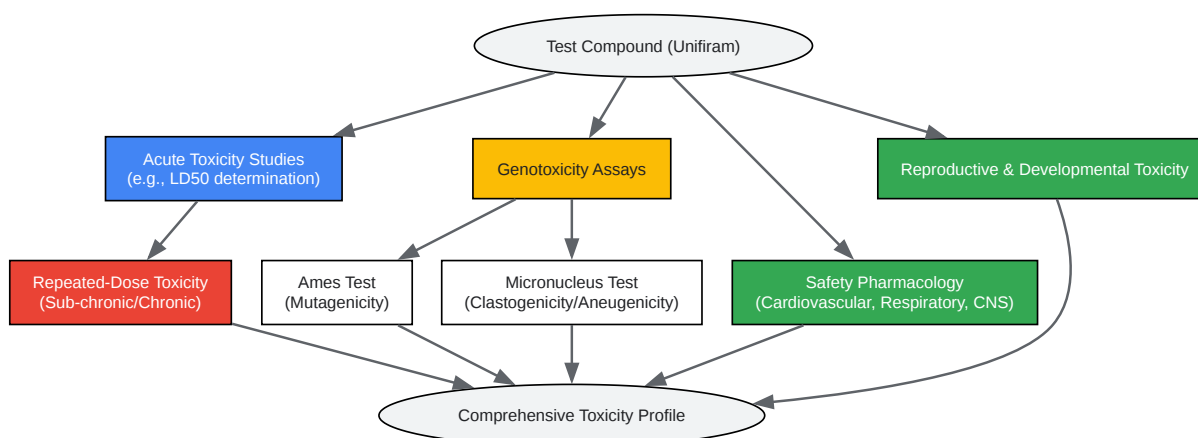 Test Compound (Unifiram)
Acute Toxicity Studies
(e.g., LD50 determination)
Genotoxicity Assays
Reproductive & Developmental Toxicity
Repeated-Dose Toxicity
(Sub-chronic/Chronic)
Ames Test
(Mutagenicity)
Micronucleus Test
(Clastogenicity/Aneugenicity)
Safety Pharmacology
(Cardiovascular, Respiratory, CNS)
Comprehensive Toxicity Profile